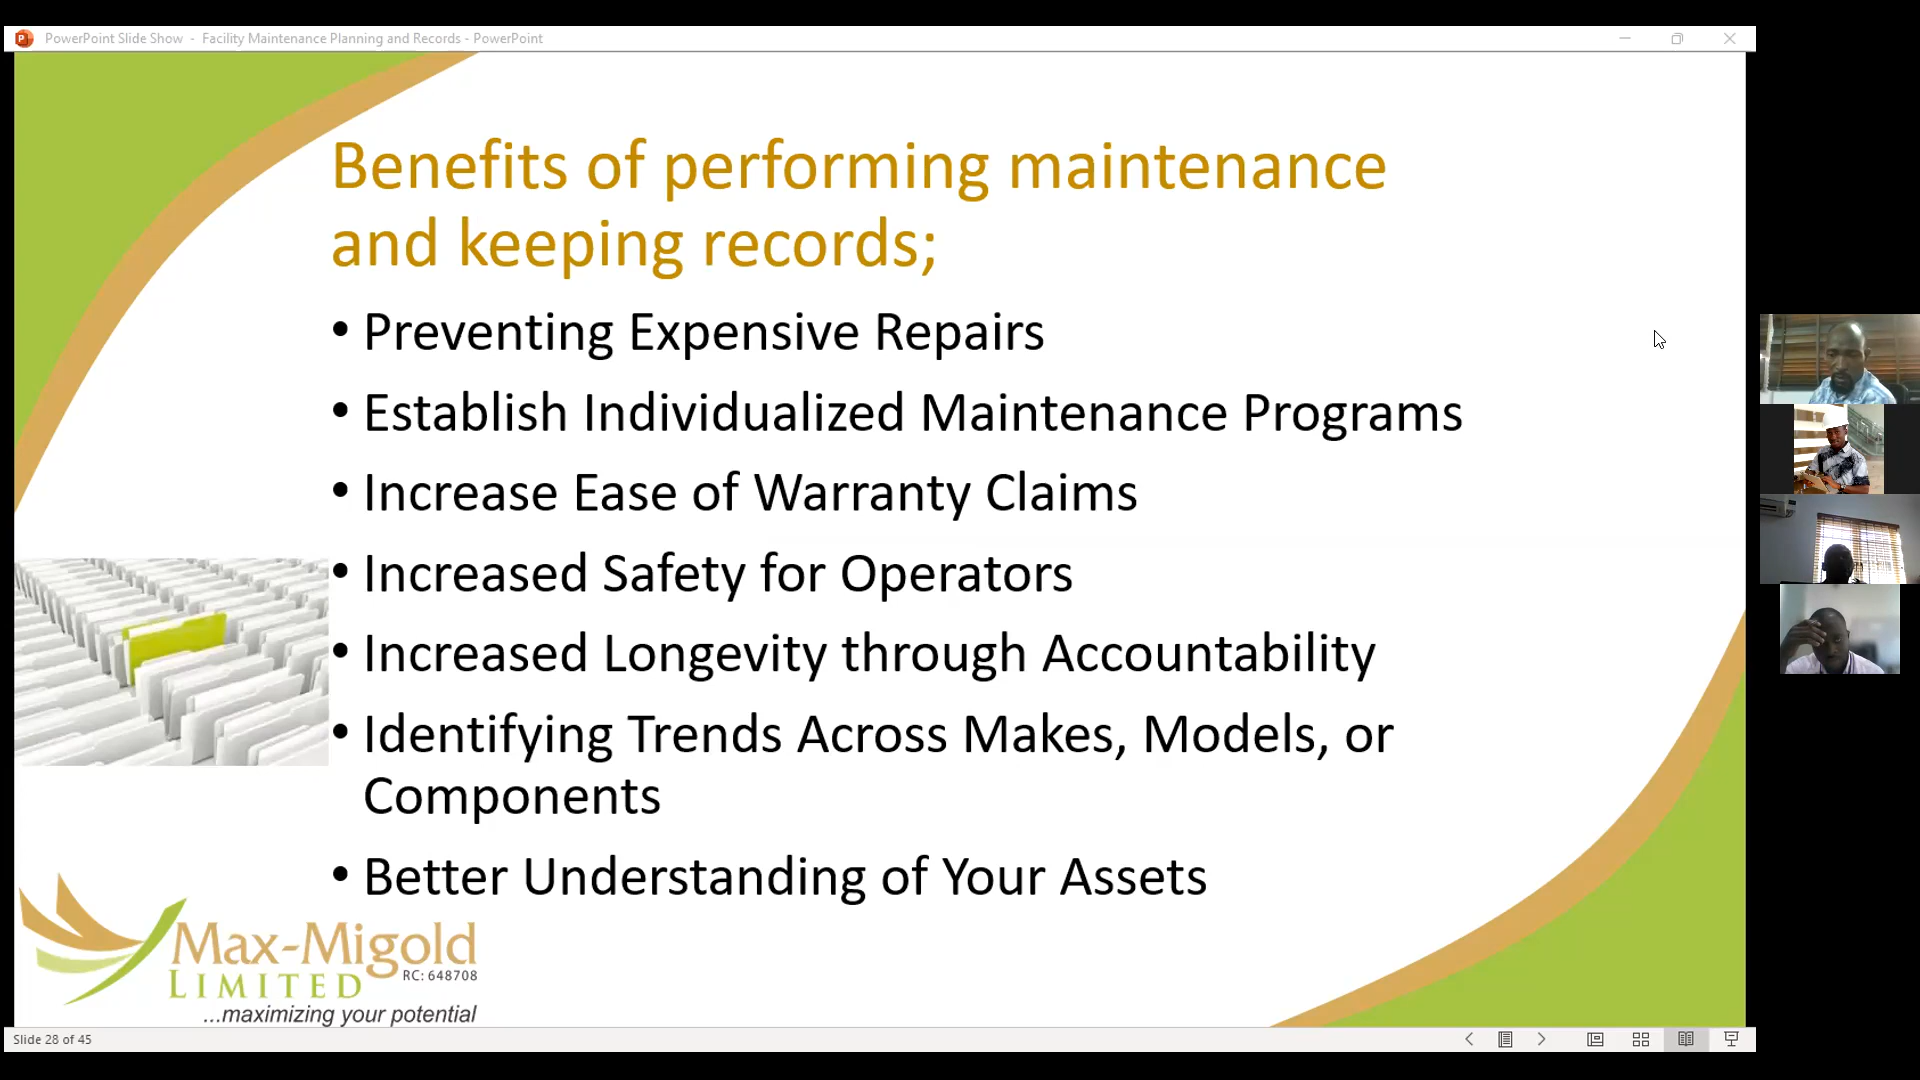 PowerPoint Slide Show - Facility Maintenance Planning and Records - PowerPoint
Benefits of performing maintenance
and keeping records;
• Preventing Expensive Repairs
• Establish Individualized Maintenance Programs
• Increase Ease of Warranty Claims
• Increased Safety for Operators
• Increased Longevity through Accountability
• Identifying Trends Across Makes, Models, or
Components
• Better Understanding of Your Assets
Max-Migold
LIMITED RC: 648708
...maximizing your potential
Slide 28 of 45